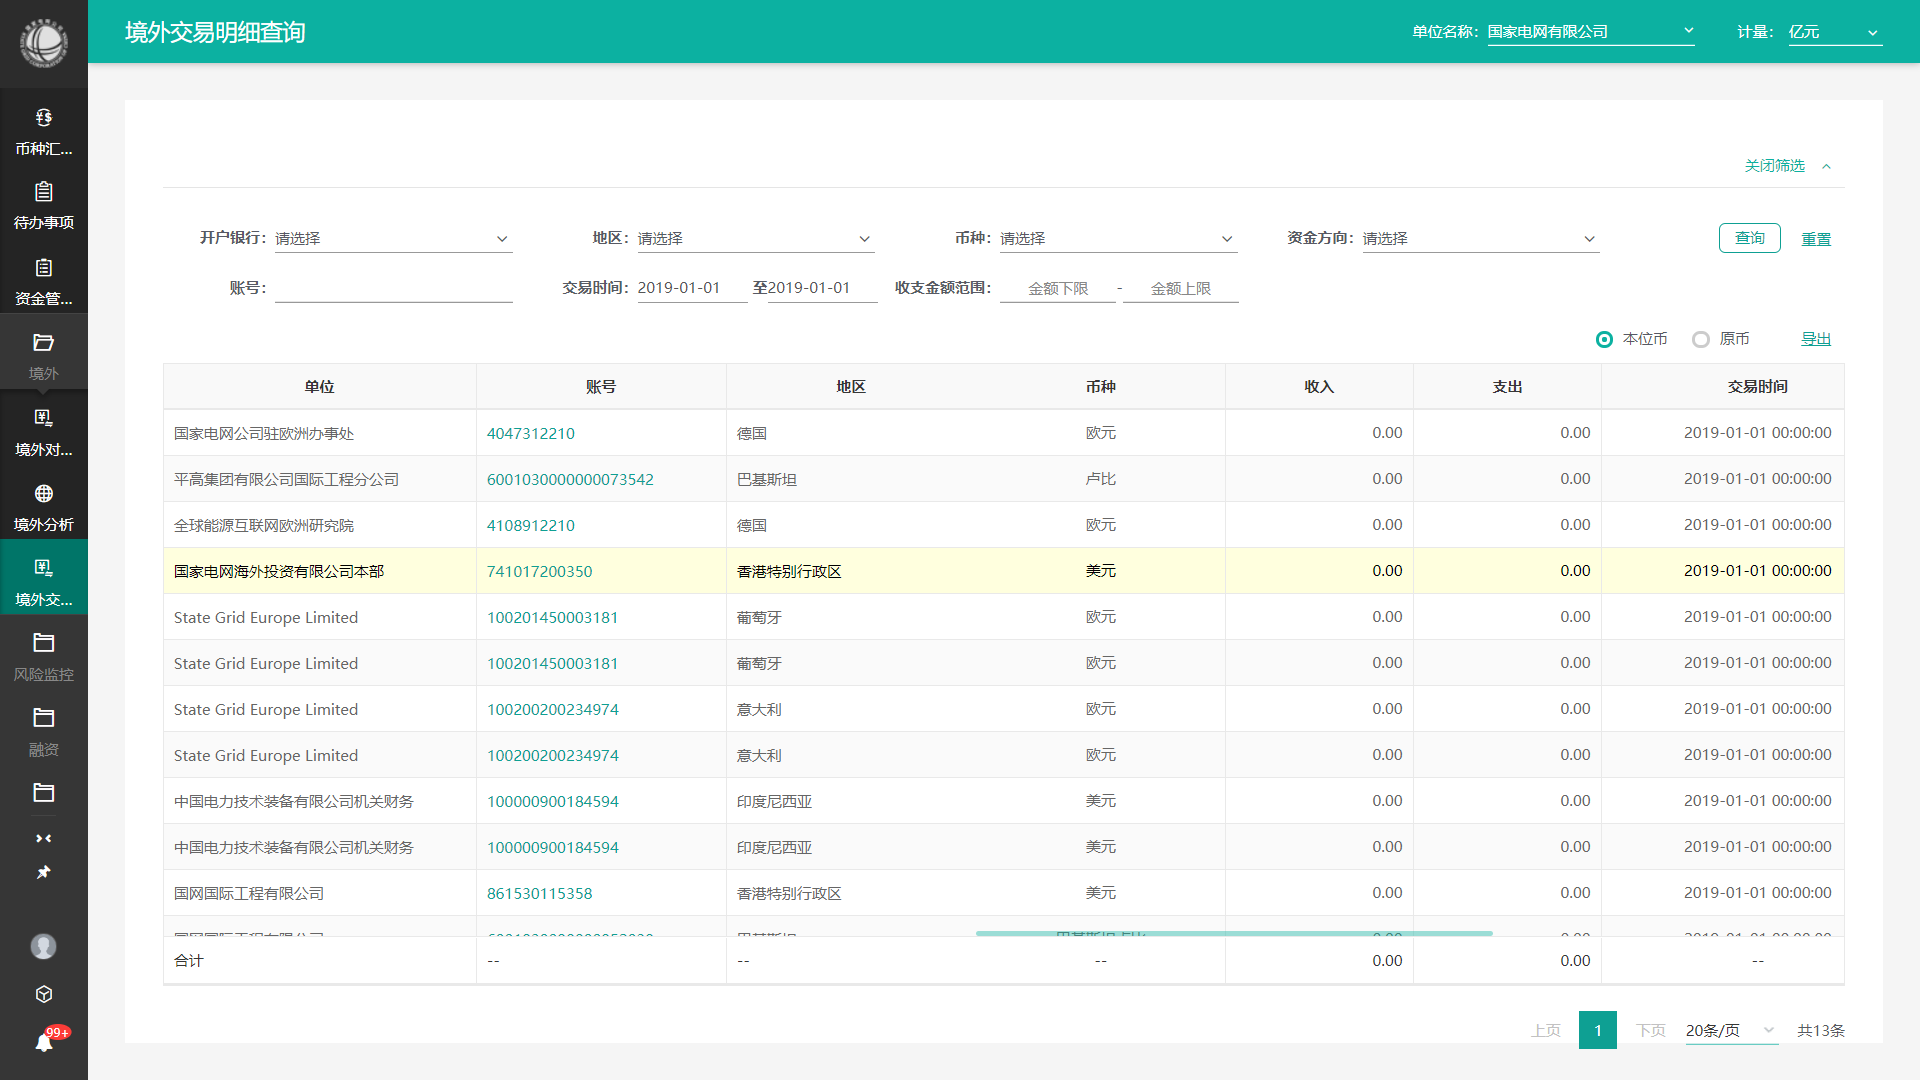 境外交易明细查询
单位名称： 国家电网有限公司
计量： 亿元
币种汇...
待办事项
资金管...
境外
境外对...
境外分析
境外交...
风险监控
融资
99+
关闭筛选
开户银行： 请选择 地区： 请选择 币种： 请选择 资金方向： 请选择 查询 重置
账号： 交易时间： 2019-01-01 至2019-01-01 收支金额范围： 金额下限 - 金额上限
本位币 原币 导出
单位 账号 地区 币种 收入 支出 交易时间
国家电网公司驻欧洲办事处 4047312210 德国 欧元 0.00 0.00 2019-01-01 00:00:00
平高集团有限公司国际工程分公司 6001030000000073542 巴基斯坦 卢比 0.00 0.00 2019-01-01 00:00:00
全球能源互联网欧洲研究院 4108912210 德国 欧元 0.00 0.00 2019-01-01 00:00:00
国家电网海外投资有限公司本部 741017200350 香港特别行政区 美元 0.00 0.00 2019-01-01 00:00:00
State Grid Europe Limited 100201450003181 葡萄牙 欧元 0.00 0.00 2019-01-01 00:00:00
State Grid Europe Limited 100201450003181 葡萄牙 欧元 0.00 0.00 2019-01-01 00:00:00
State Grid Europe Limited 100200200234974 意大利 欧元 0.00 0.00 2019-01-01 00:00:00
State Grid Europe Limited 100200200234974 意大利 欧元 0.00 0.00 2019-01-01 00:00:00
中国电力技术装备有限公司机关财务 100000900184594 印度尼西亚 美元 0.00 0.00 2019-01-01 00:00:00
中国电力技术装备有限公司机关财务 100000900184594 印度尼西亚 美元 0.00 0.00 2019-01-01 00:00:00
国网国际工程有限公司 861530115358 香港特别行政区 美元 0.00 0.00 2019-01-01 00:00:00
合计 -- -- -- 0.00 0.00 --
上页 1 下页 20条/页 共13条